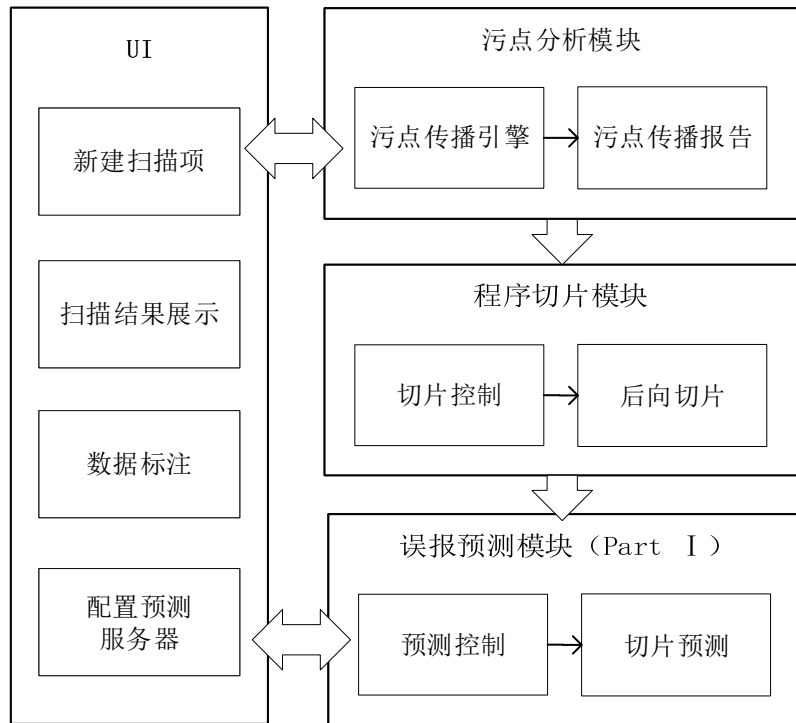 UI
新建扫描项
扫描结果展示
数据标注
配置预测
服务器
污点分析模块
污点传播引擎
污点传播报告
程序切片模块
切片控制
后向切片
误报预测模块（Part Ⅰ）
预测控制
切片预测